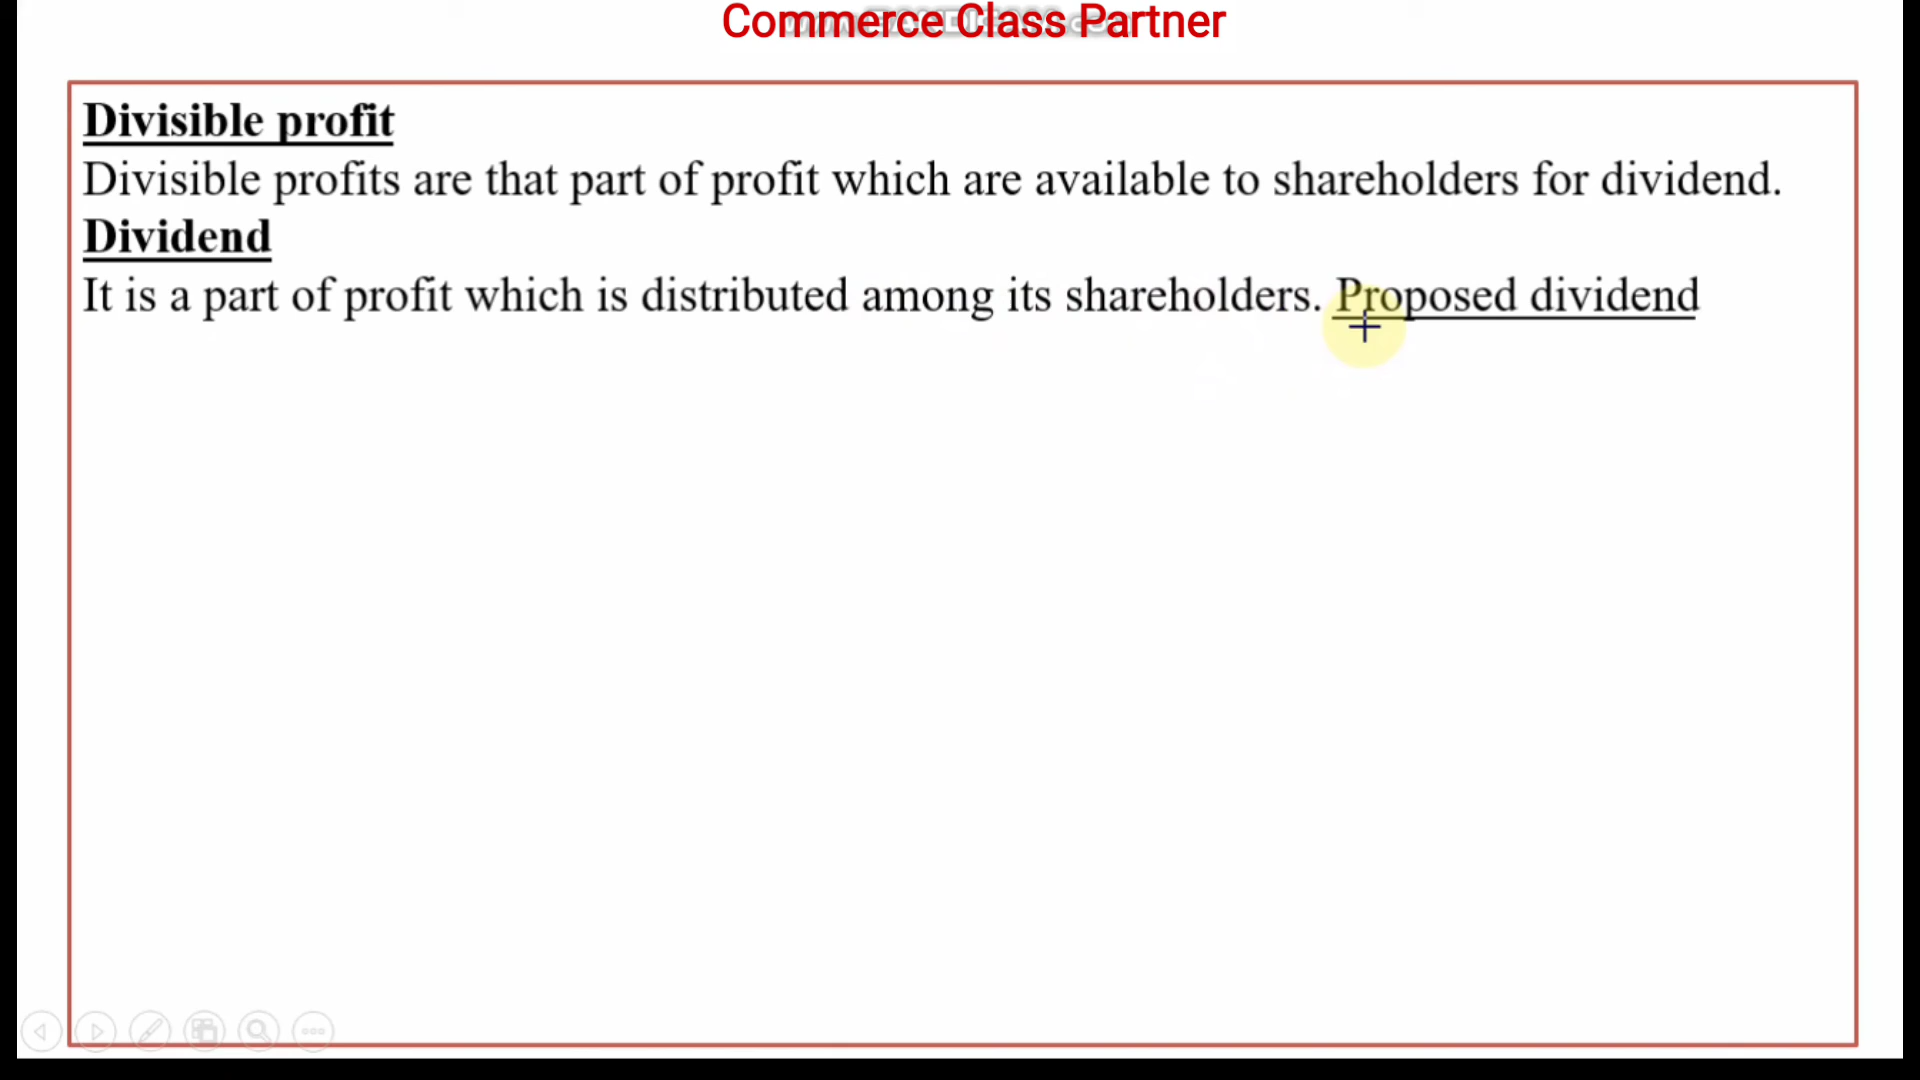 Commerce Class Partner
Divisible profit
Divisible profits are that part of profit which are available to shareholders for dividend.
Dividend
It is a part of profit which is distributed among its shareholders. Proposed dividend